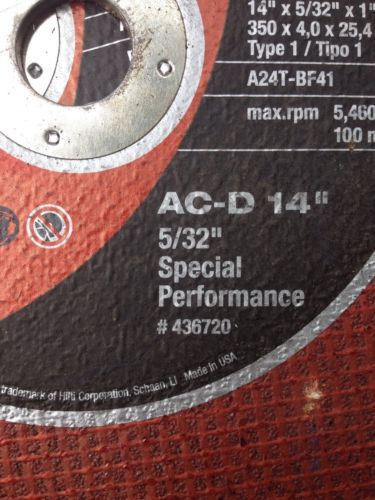 14" x 5/32" x 1"
350 x 4,0 x 25,4
Type 1 / Tipo 1
A24T-BF41
max.rpm 5,460
100 m
AC-D 14"
5/32"
Special
Performance
# 436720
trademark of Hilti Corporation, Schaan, LI Made in USA